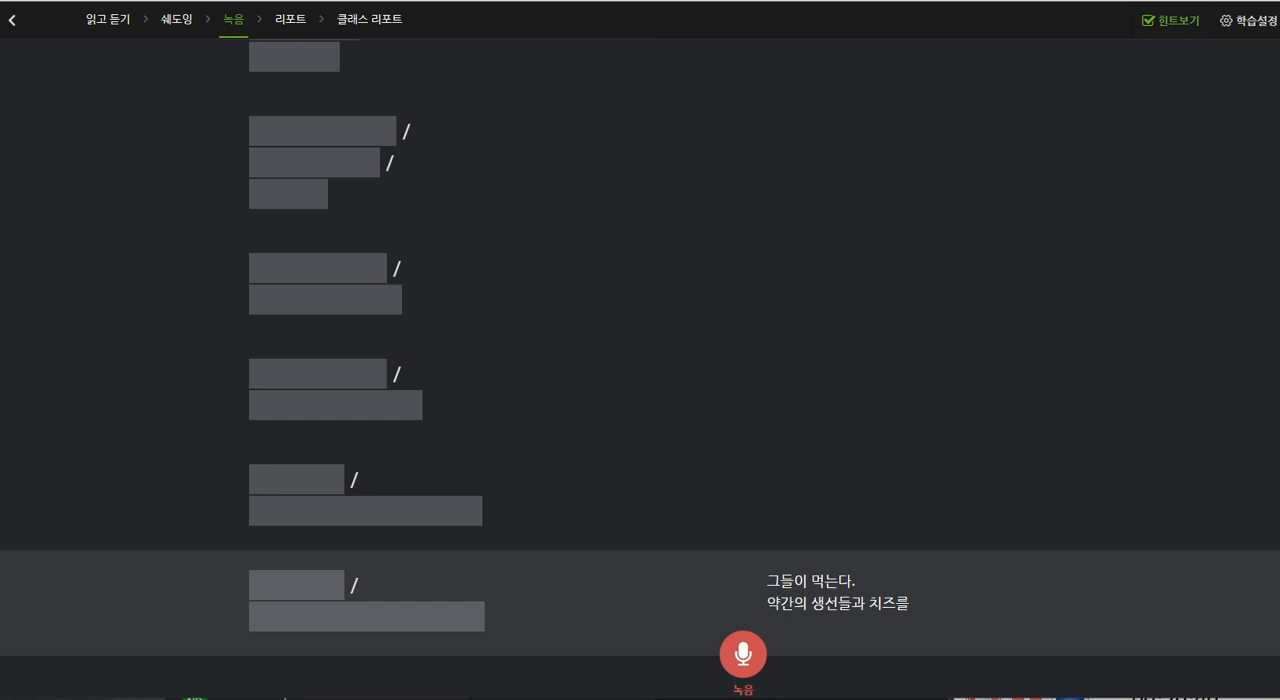 읽고 듣기 > 쉐도잉 > 녹음 > 리포트 > 클래스 리포트
힌트보기
학습설정
/
/
/
/
/
/
/
그들이 먹는다.
약간의 생선들과 치즈를
녹음